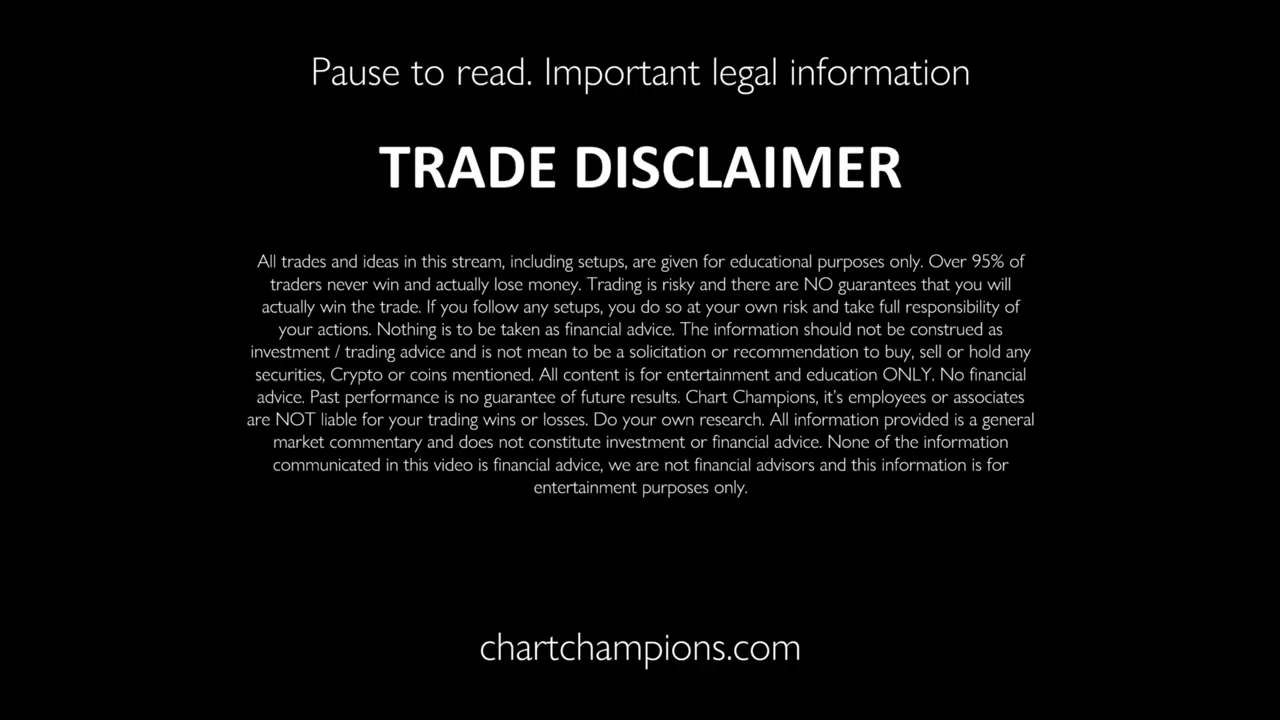 Pause to read. Important legal information
TRADE DISCLAIMER
All trades and ideas in this stream, including setups, are given for educational purposes only. Over 95% of
traders never win and actually lose money. Trading is risky and there are NO guarantees that you will
actually win the trade. If you follow any setups, you do so at your own risk and take full responsibility of
your actions. Nothing is to be taken as financial advice. The information should not be construed as
investment / trading advice and is not mean to be a solicitation or recommendation to buy, sell or hold any
securities, Crypto or coins mentioned. All content is for entertainment and education ONLY. No financial
advice. Past performance is no guarantee of future results. Chart Champions, it's employees or associates
are NOT liable for your trading wins or losses. Do your own research. All information provided is a general
market commentary and does not constitute investment or financial advice. None of the information
communicated in this video is financial advice, we are not financial advisors and this information is for
entertainment purposes only.
chartchampions.com